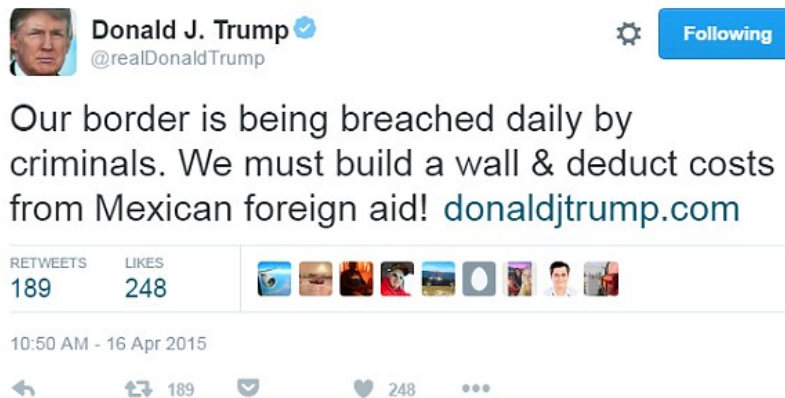 Donald J. Trump
@realDonaldTrump
Following
Our border is being breached daily by
criminals. We must build a wall & deduct costs
from Mexican foreign aid! donaldjtrump.com
RETWEETS LIKES
189 248
10:50 AM - 16 Apr 2015
189 248